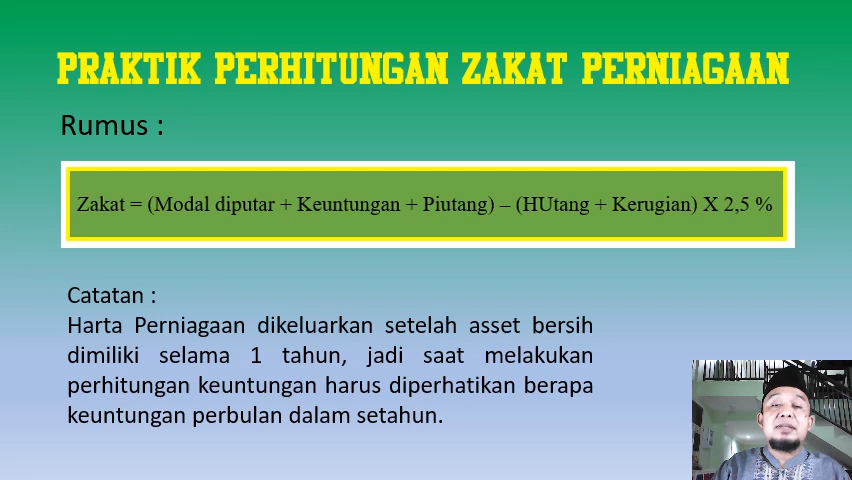 PRAKTIK PERHITUNGAN ZAKAT PERNIAGAAN
Rumus :
Zakat = (Modal diputar + Keuntungan + Piutang) – (HUtang + Kerugian) X 2,5 %
Catatan :
Harta Perniagaan dikeluarkan setelah asset bersih
dimiliki selama 1 tahun, jadi saat melakukan
perhitungan keuntungan harus diperhatikan berapa
keuntungan perbulan dalam setahun.